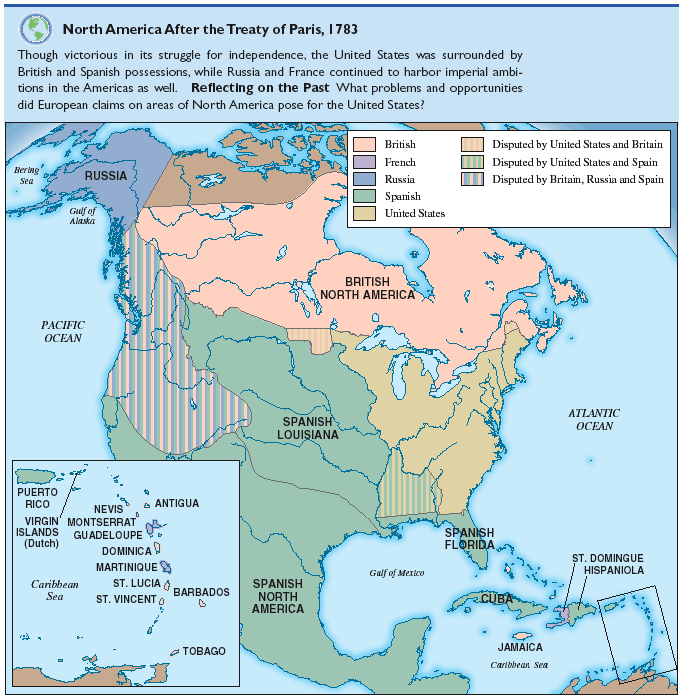 North America After the Treaty of Paris, 1783
Though victorious in its struggle for independence, the United States was surrounded by
British and Spanish possessions, while Russia and France continued to harbor imperial ambi-
tions in the Americas as well. Reflecting on the Past What problems and opportunities
did European claims on areas of North America pose for the United States?
British
French
Russia
Spanish
United States
Disputed by United States and Britain
Disputed by United States and Spain
Disputed by Britain, Russia and Spain
Bering
Sea
RUSSIA
Gulf of
Alaska
BRITISH
NORTH AMERICA
PACIFIC
OCEAN
ATLANTIC
OCEAN
SPANISH
LOUISIANA
SPANISH
FLORIDA
Gulf of Mexico
SPANISH
NORTH
AMERICA
CUBA
ST. DOMINGUE
HISPANIOLA
JAMAICA
Caribbean Sea
PUERTO
RICO
VIRGIN
ISLANDS
(Dutch)
NEVIS
ANTIGUA
MONTSERRAT
GUADELOUPE
DOMINICA
MARTINIQUE
ST. LUCIA
BARBADOS
ST. VINCENT
Caribbean
Sea
TOBAGO